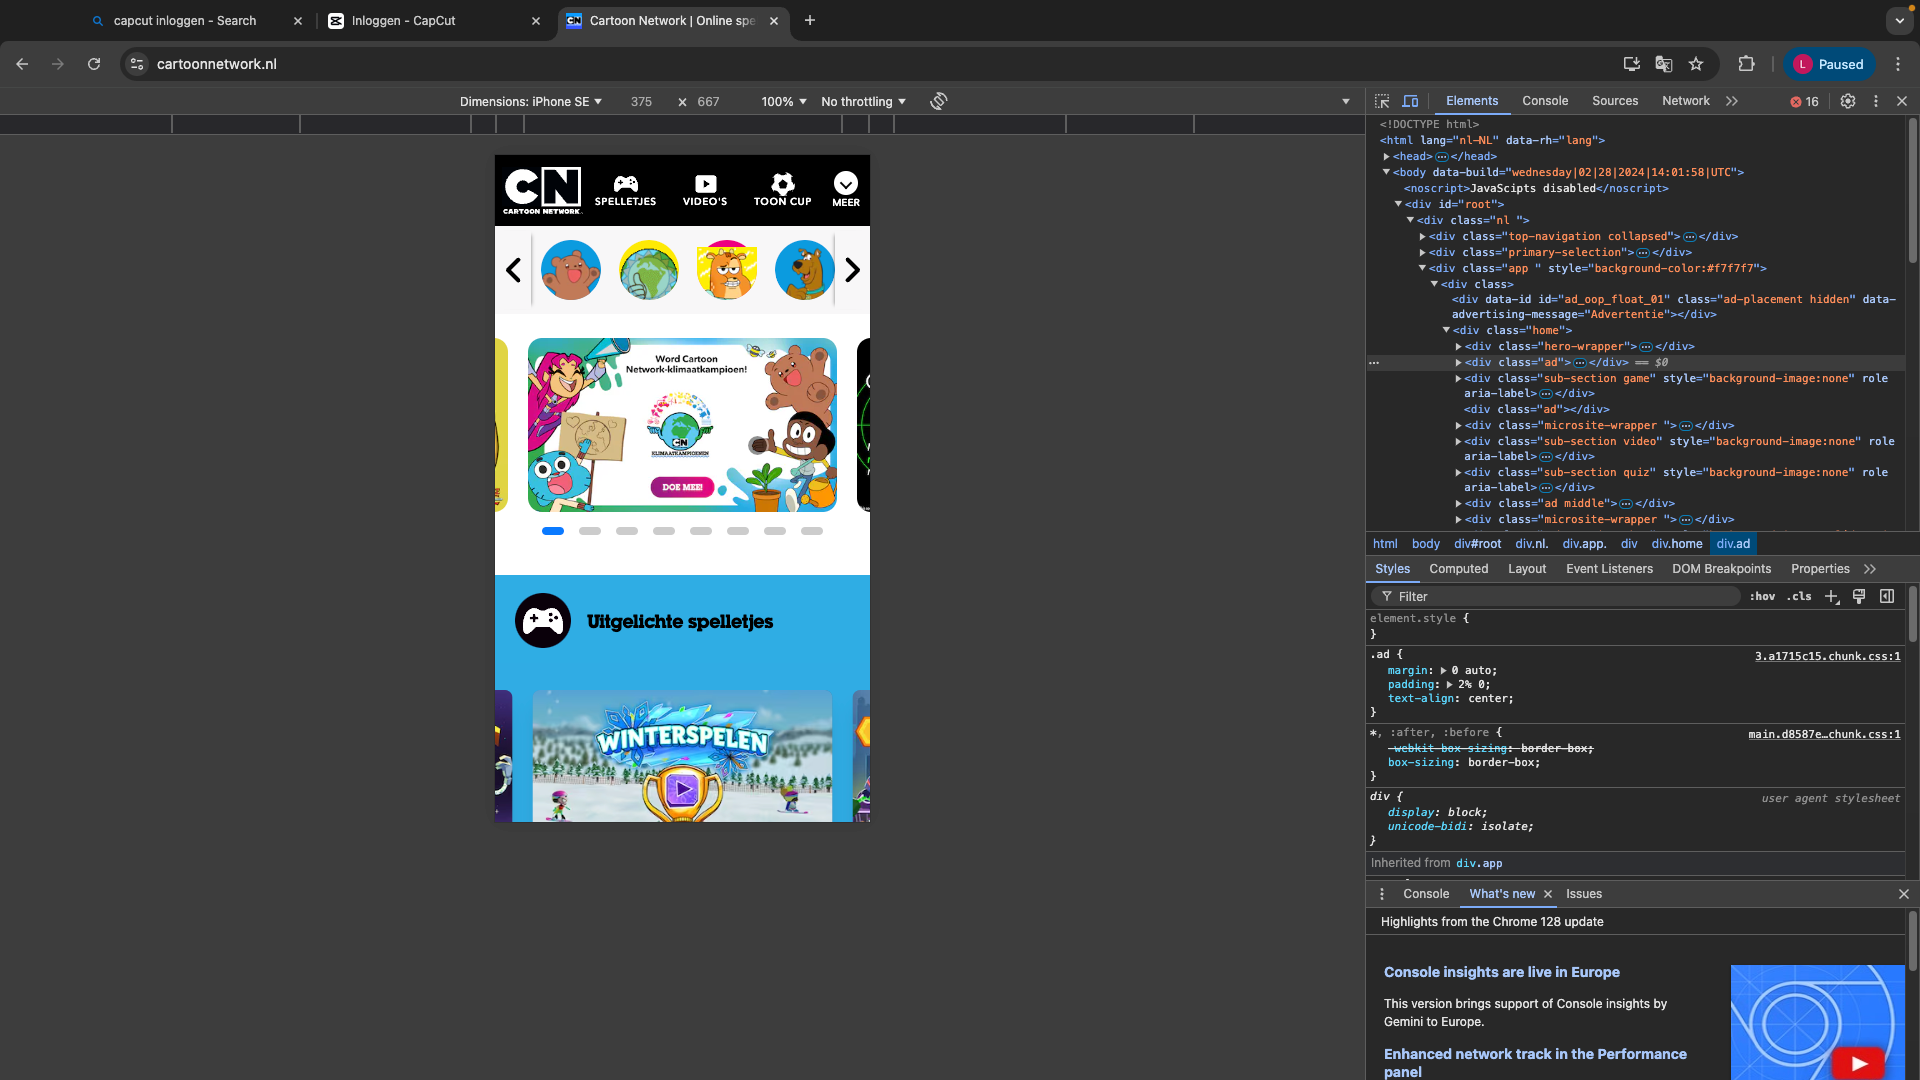 capcut inloggen - Search
Inloggen - CapCut
Cartoon Network | Online spe
cartoonnetwork.nl
L Paused
Dimensions: iPhone SE 375 × 667 100% No throttling
Elements Console Sources Network 16
CN
CARTOON NETWORK.
SPELLETJES
VIDEO'S
TOON CUP
MEER
Word Cartoon
Network-klimaatkampioen!
CN
KLIMAATKAMPIOENEN
DOE MEE!
Uitgelichte spelletjes
WINTERSPELEN
<!DOCTYPE html>
<html lang="nl-NL" data-rh="lang">
<head>…</head>
<body data-build="wednesday|02|28|2024|14:01:58|UTC">
<noscript>JavaScipts disabled</noscript>
<div id="root">
<div class="nl ">
<div class="top-navigation collapsed">…</div>
<div class="primary-selection">…</div>
<div class="app " style="background-color:#f7f7f7">
<div class>
<div data-id id="ad_oop_float_01" class="ad-placement hidden" data-
advertising-message="Advertentie"></div>
<div class="home">
<div class="hero-wrapper">…</div>
… <div class="ad">…</div> == $0
<div class="sub-section game" style="background-image:none" role
aria-label>…</div>
<div class="ad"></div>
<div class="microsite-wrapper ">…</div>
<div class="sub-section video" style="background-image:none" role
aria-label>…</div>
<div class="sub-section quiz" style="background-image:none" role
aria-label>…</div>
<div class="ad middle">…</div>
<div class="microsite-wrapper ">…</div>
html body div#root div.nl. div.app. div div.home div.ad
Styles Computed Layout Event Listeners DOM Breakpoints Properties
Filter :hov .cls
element.style {
}
.ad { 3.a1715c15.chunk.css:1
margin: 0 auto;
padding: 2% 0;
text-align: center;
}
*, :after, :before { main.d8587e…chunk.css:1
-webkit-box-sizing: border-box;
box-sizing: border-box;
}
div { user agent stylesheet
display: block;
unicode-bidi: isolate;
}
Inherited from div.app
Console What's new Issues
Highlights from the Chrome 128 update
Console insights are live in Europe
This version brings support of Console insights by
Gemini to Europe.
Enhanced network track in the Performance
panel